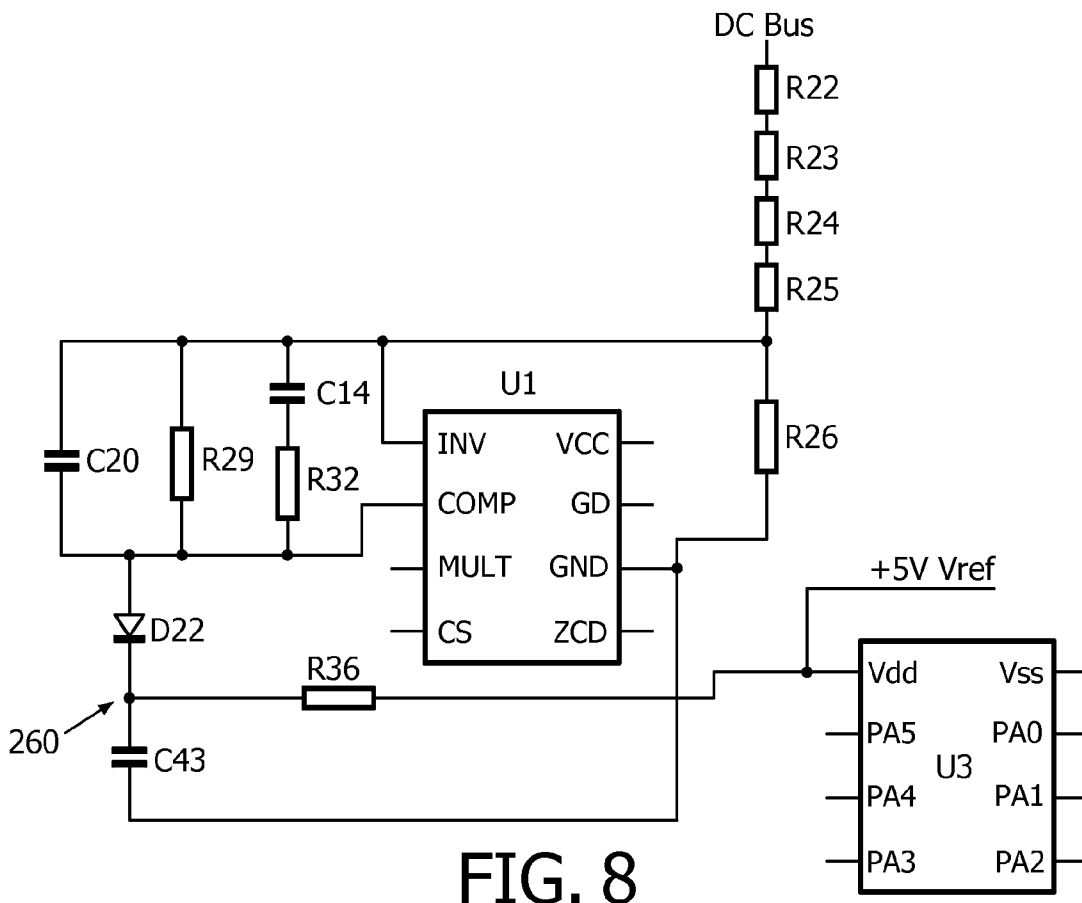 DC Bus
R22
R23
R24
R25
U1
C14
R26
C20
R29
R32
INV
VCC
COMP
GD
MULT
GND
CS
ZCD
+5V Vref
D22
R36
260
C43
Vdd
Vss
PA5
PA0
U3
PA4
PA1
PA3
PA2
FIG. 8